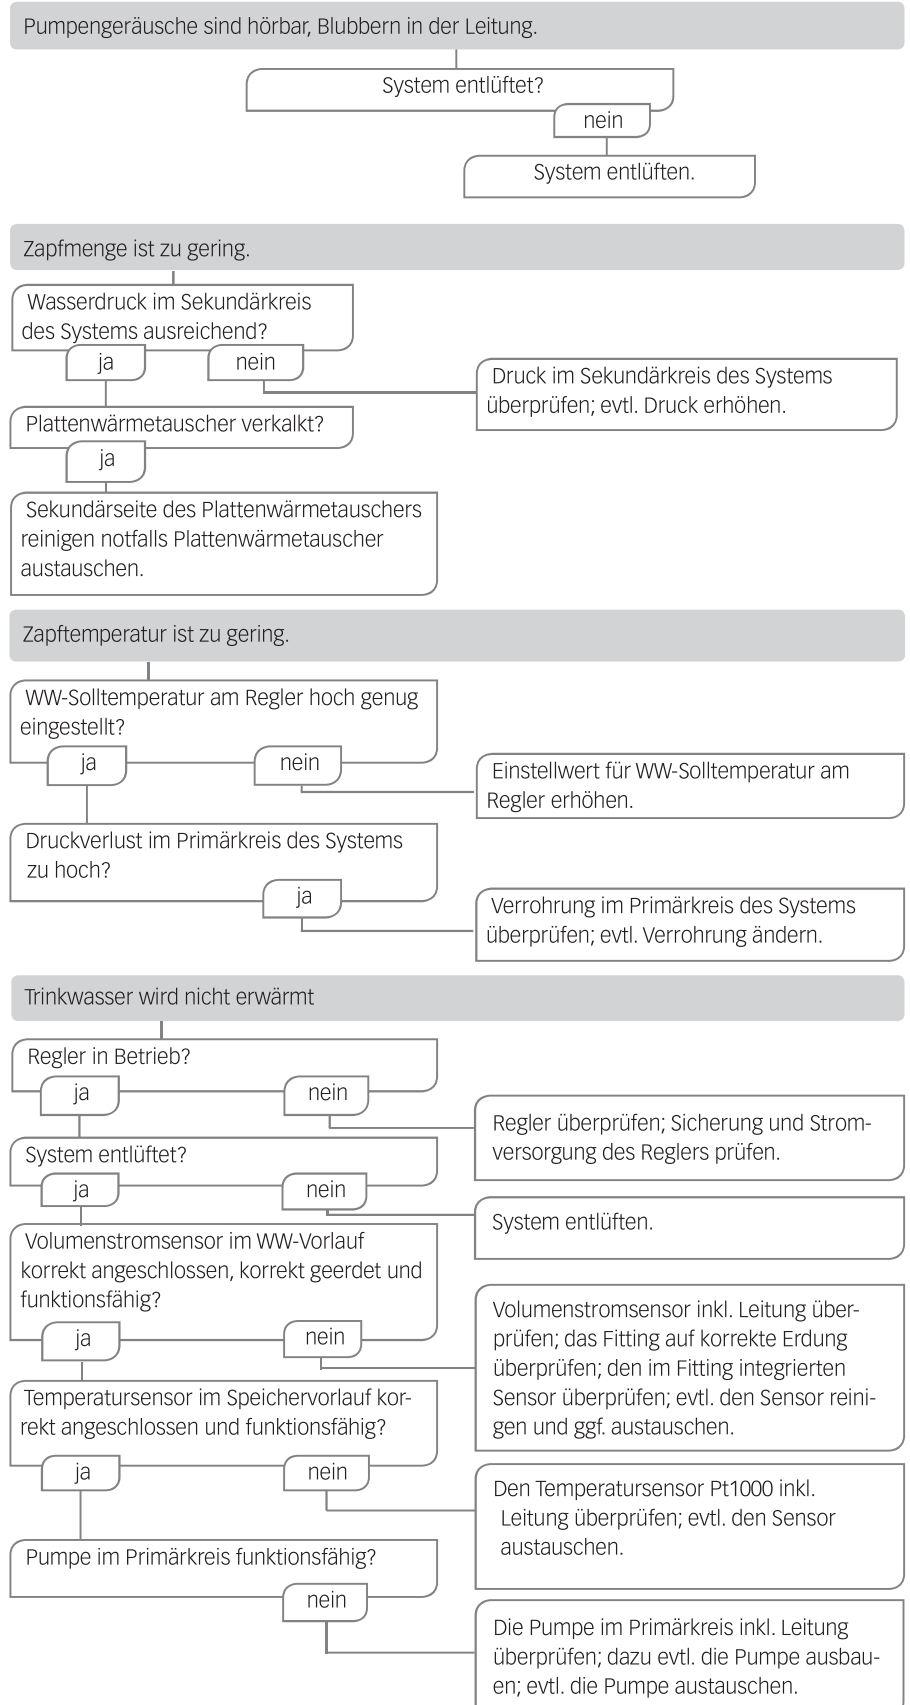 Pumpengeräusche sind hörbar, Blubbern in der Leitung.
System entlüftet?
nein
System entlüften.
Zapfmenge ist zu gering.
Wasserdruck im Sekundärkreis
des Systems ausreichend?
ja
nein
Druck im Sekundärkreis des Systems
überprüfen; evtl. Druck erhöhen.
Plattenwärmetauscher verkalkt?
ja
Sekundärseite des Plattenwärmetauschers
reinigen notfalls Plattenwärmetauscher
austauschen.
Zapftemperatur ist zu gering.
WW-Solltemperatur am Regler hoch genug
eingestellt?
ja
nein
Einstellwert für WW-Solltemperatur am
Regler erhöhen.
Druckverlust im Primärkreis des Systems
zu hoch?
ja
Verrohrung im Primärkreis des Systems
überprüfen; evtl. Verrohrung ändern.
Trinkwasser wird nicht erwärmt
Regler in Betrieb?
ja
nein
Regler überprüfen; Sicherung und Strom-
versorgung des Reglers prüfen.
System entlüftet?
ja
nein
System entlüften.
Volumenstromsensor im WW-Vorlauf
korrekt angeschlossen, korrekt geerdet und
funktionsfähig?
ja
nein
Volumenstromsensor inkl. Leitung über-
prüfen; das Fitting auf korrekte Erdung
überprüfen; den im Fitting integrierten
Sensor überprüfen; evtl. den Sensor reini-
gen und ggf. austauschen.
Temperatursensor im Speichervorlauf kor-
rekt angeschlossen und funktionsfähig?
ja
nein
Den Temperatursensor Pt1000 inkl.
Leitung überprüfen; evtl. den Sensor
austauschen.
Pumpe im Primärkreis funktionsfähig?
nein
Die Pumpe im Primärkreis inkl. Leitung
überprüfen; dazu evtl. die Pumpe ausbau-
en; evtl. die Pumpe austauschen.